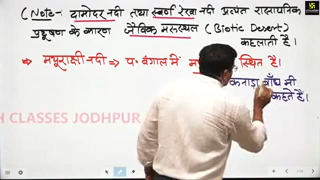 (Note- दामोदर नदी तथा स्वर्ण रेखा नदी अत्यंत रासायनिक
प्रदूषण के कारण जैविक मरूस्थल (Biotic Desert)
कहलाती है।
⇒ मयूराक्षी नदी ⇒ प॰ बंगाल में स्थित है।
कनाडा बाँध भी
कहते है।
H CLASSES JODHPUR